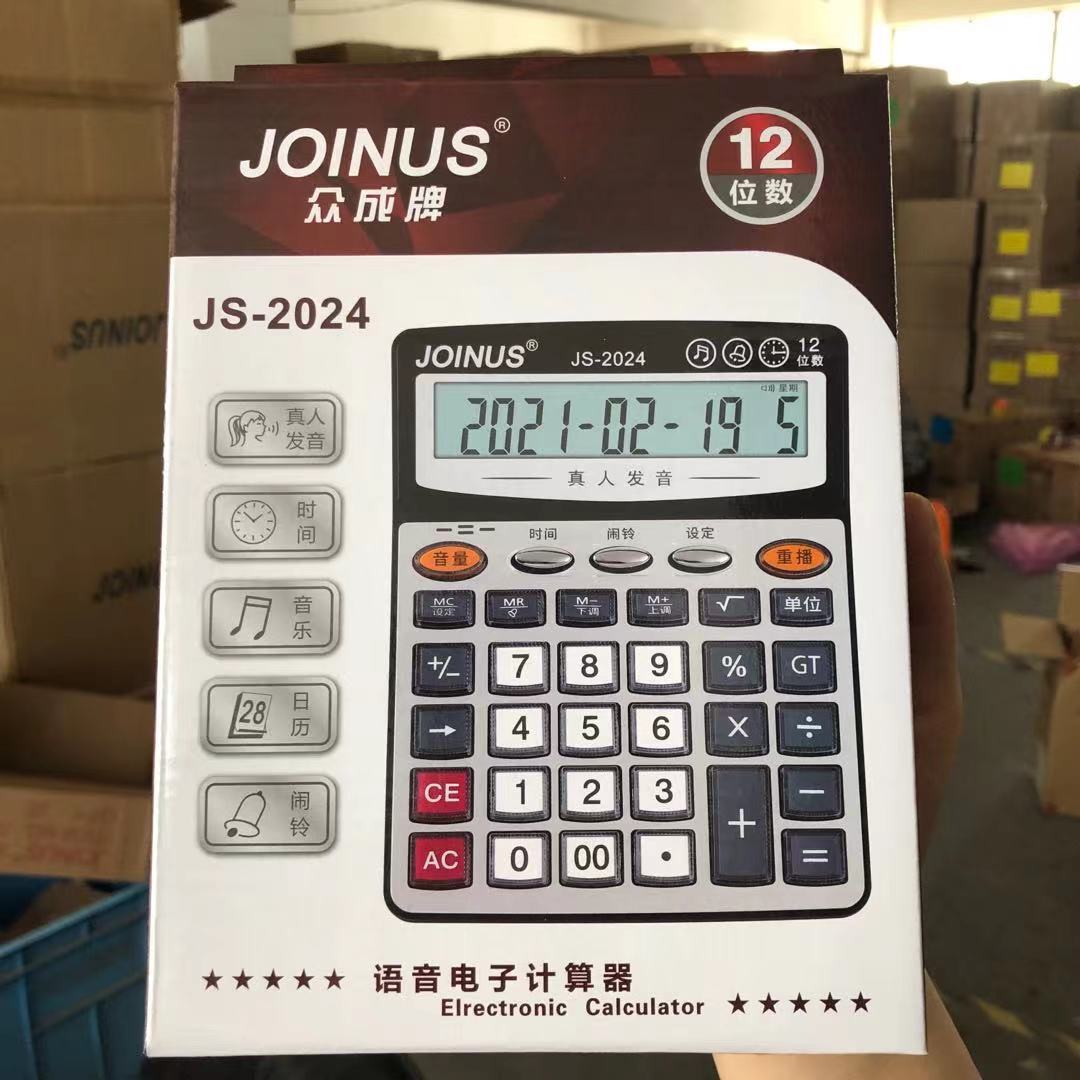 JOINUS®
众成牌
12
位数
JS-2024
JOINUS®
JS-2024
12
位数
星期
2021-02-19 5
真人发音
真人
发音
时
间
音
乐
28
日
历
闹
铃
时间 闹铃 设定
音量 重播
MC
设定
MR
M-
下调
M+
上调
√
单位
+/- 7 8 9 % GT
→ 4 5 6 X ÷
CE 1 2 3 + −
AC 0 00 • =
★★★★★ 语音电子计算器
Elrectronic Calculator ★★★★★
JOINUS®